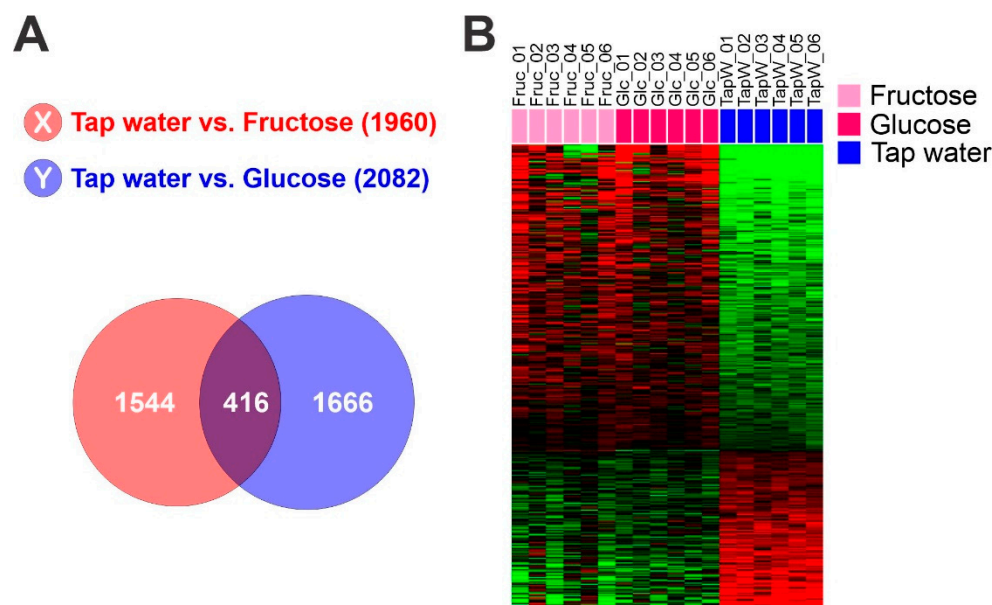 A
X Tap water vs. Fructose (1960)
Y Tap water vs. Glucose (2082)
1544 416 1666
B
Fruc_01
Fruc_02
Fruc_03
Fruc_04
Fruc_05
Fruc_06
Glc_01
Glc_02
Glc_03
Glc_04
Glc_05
Glc_06
TapW_01
TapW_02
TapW_03
TapW_04
TapW_05
TapW_06
Fructose
Glucose
Tap water